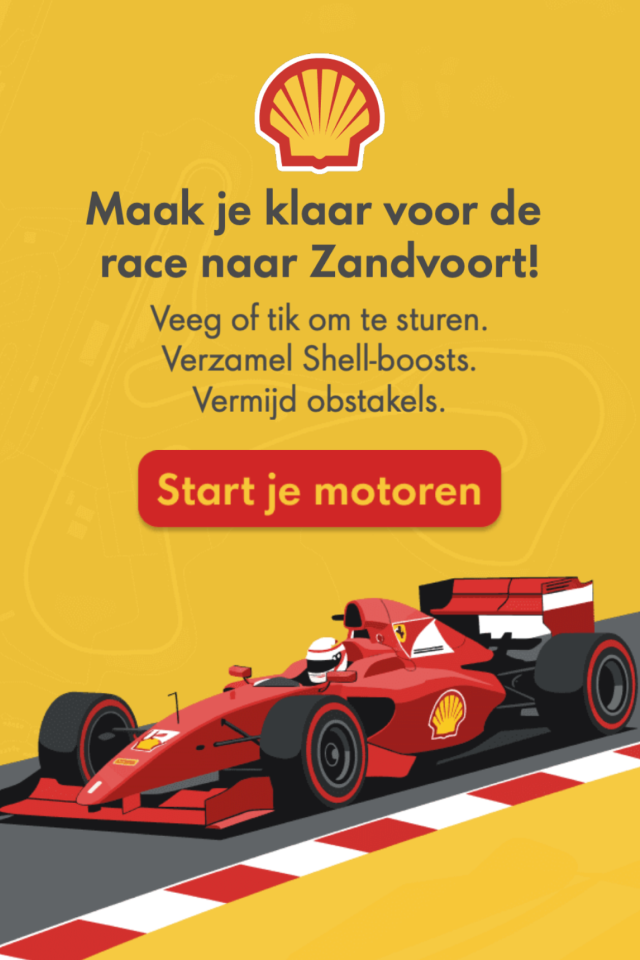 Maak je klaar voor de
race naar Zandvoort!
Veeg of tik om te sturen.
Verzamel Shell-boosts.
Vermijd obstakels.
Start je motoren